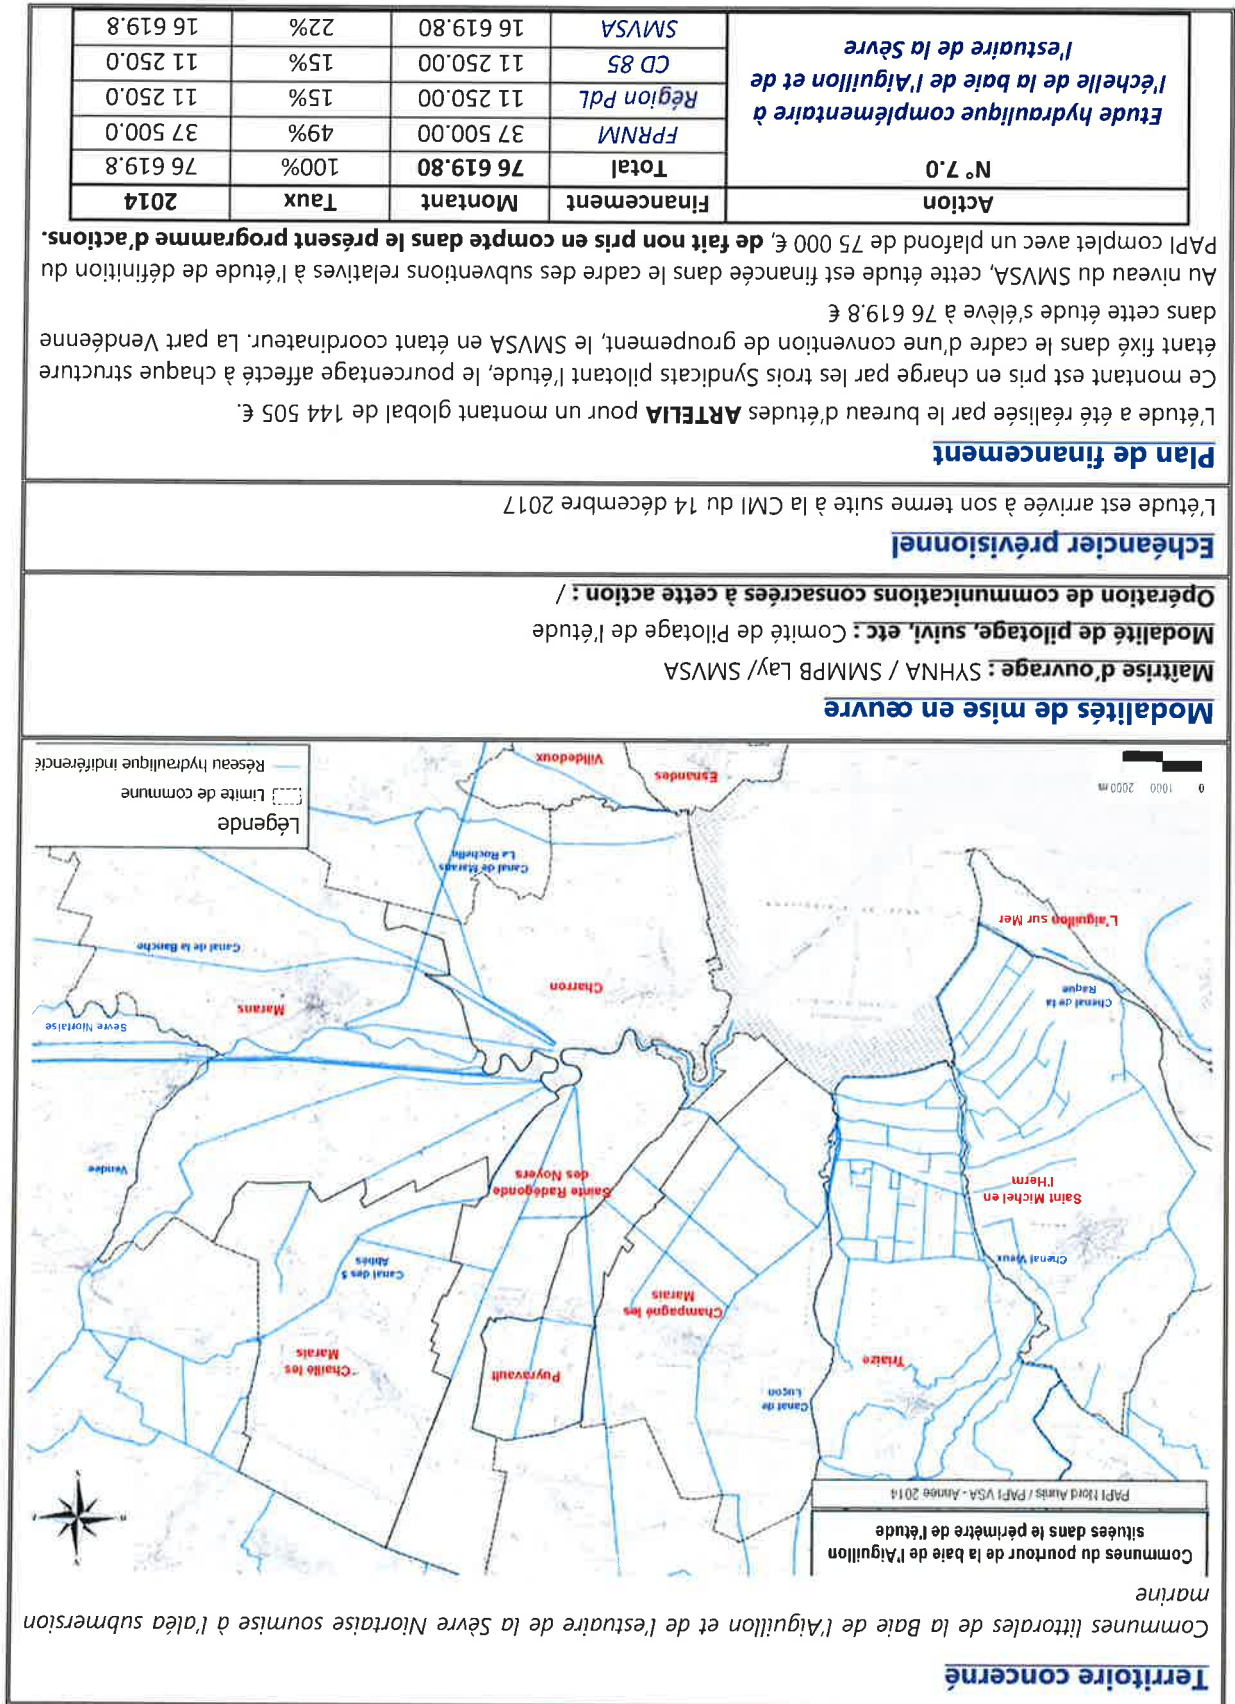 Territoire concerné
Communes littorales de la Baie de l'Aiguillon et de l'estuaire de la Sèvre Niortaise soumise à l'aléa submersion
marine
Communes du pourtour de la baie de l'Aiguillon
situées dans le périmètre de l'étude
PAPI Nord Aunis / PAPI VSA - Année 2014
Canal de
Luçon
Triaize
Puyravault
Chaillé les
Marais
Champagné les
Marais
Canal des 5
Abbés
Chenal Vieux
Saint Michel en
l'Herm
Sainte Radégonde
des Noyers
Vendée
Chenal de la
Raque
Sèvre Niortaise
Marans
Charron
Canal de la Banche
L'aiguillon sur Mer
Canal de Marans
La Rochelle
Esnandes
Villedoux
0 1000 2000 m
Légende
Limite de commune
Réseau hydraulique indiférencié
Modalités de mise en œuvre
Maîtrise d'ouvrage : SYHNA / SMMPB Lay/ SMVSA
Modalité de pilotage, suivi, etc : Comité de Pilotage de l'étude
Opération de communications consacrées à cette action : /
Echéancier prévisionnel
L'étude est arrivée à son terme suite à la CMI du 14 décembre 2017
Plan de financement
L'étude a été réalisée par le bureau d'études ARTELIA pour un montant global de 144 505 €.
Ce montant est pris en charge par les trois Syndicats pilotant l'étude, le pourcentage affecté à chaque structure
étant fixé dans le cadre d'une convention de groupement, le SMVSA en étant coordinateur. La part Vendéenne
dans cette étude s'élève à 76 619.8 €
Au niveau du SMVSA, cette étude est financée dans le cadre des subventions relatives à l'étude de définition du
PAPI complet avec un plafond de 75 000 €, de fait non pris en compte dans le présent programme d'actions.
Action Financement Montant Taux 2014
N° 7.0 Total 76 619.80 100% 76 619.8
Etude hydraulique complémentaire à
l'échelle de la baie de l'Aiguillon et de
l'estuaire de la Sèvre
FPRNM 37 500.00 49% 37 500.0
Région PdL 11 250.00 15% 11 250.0
CD 85 11 250.00 15% 11 250.0
SMVSA 16 619.80 22% 16 619.8